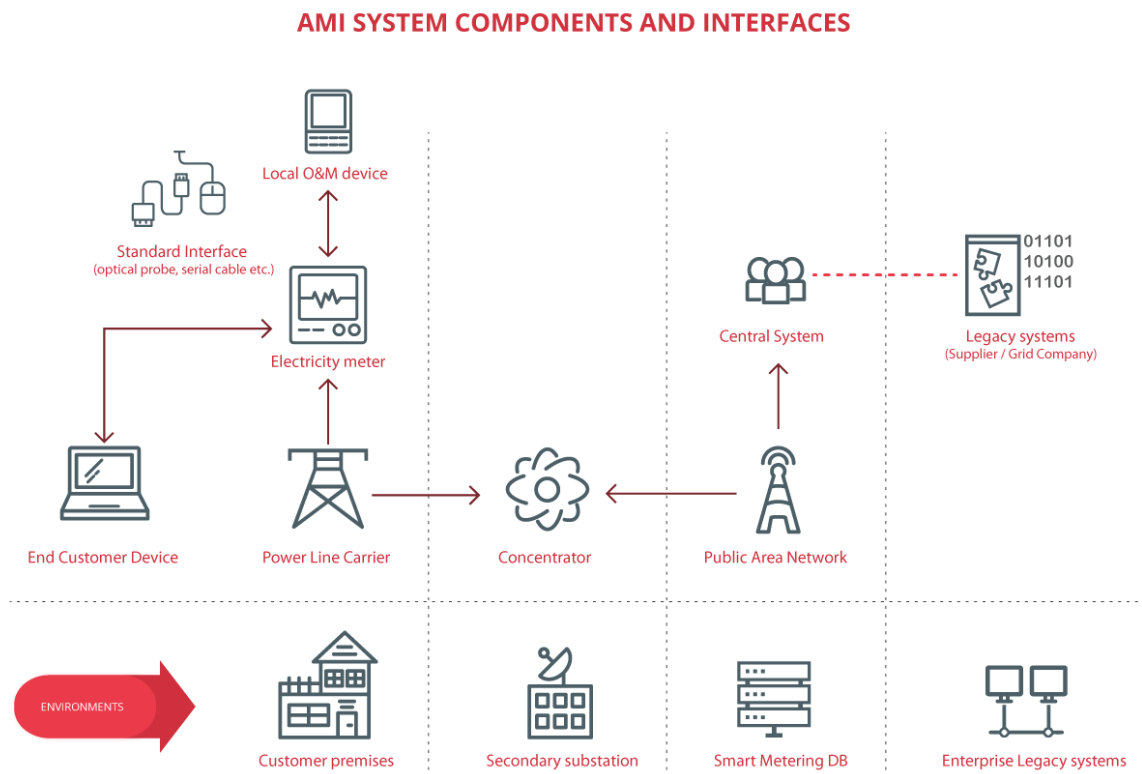 AMI SYSTEM COMPONENTS AND INTERFACES
Local O&M device
Standard Interface
(optical probe, serial cable etc.)
01101
10100
11101
Electricity meter
Central System
Legacy systems
(Supplier / Grid Company)
End Customer Device
Power Line Carrier
Concentrator
Public Area Network
ENVIRONMENTS
Customer premises
Secondary substation
Smart Metering DB
Enterprise Legacy systems